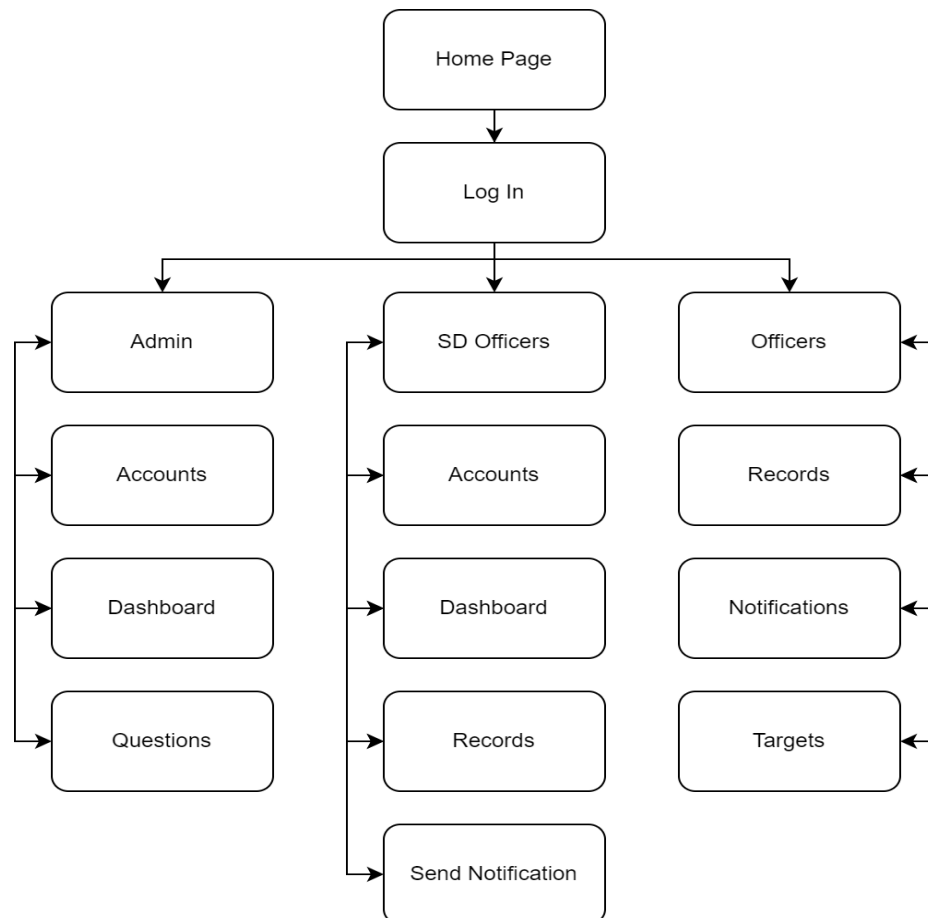 Home Page
Log In
Admin
SD Officers
Officers
Accounts
Accounts
Records
Dashboard
Dashboard
Notifications
Questions
Records
Targets
Send Notification